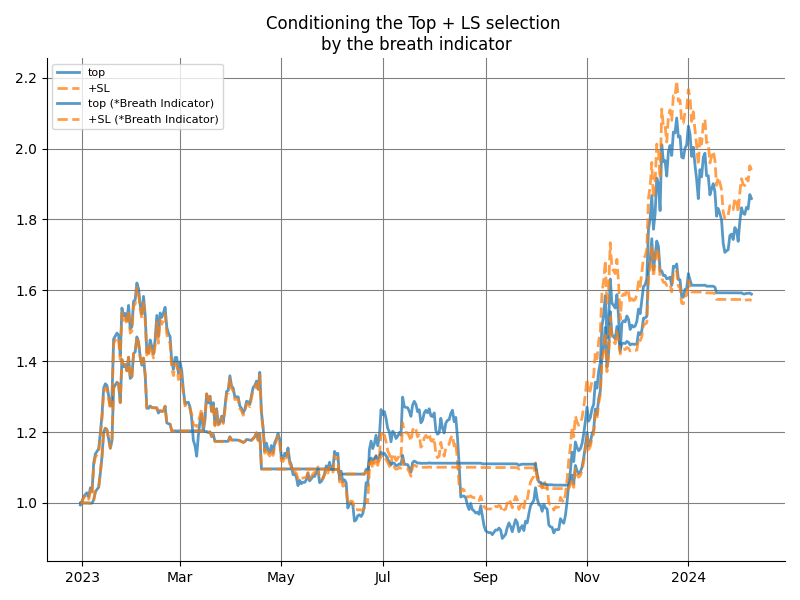 Conditioning the Top + LS selection
by the breath indicator
top
+SL
top (*Breath Indicator)
+SL (*Breath Indicator)
2.2
2.0
1.8
1.6
1.4
1.2
1.0
2023 Mar May Jul Sep Nov 2024